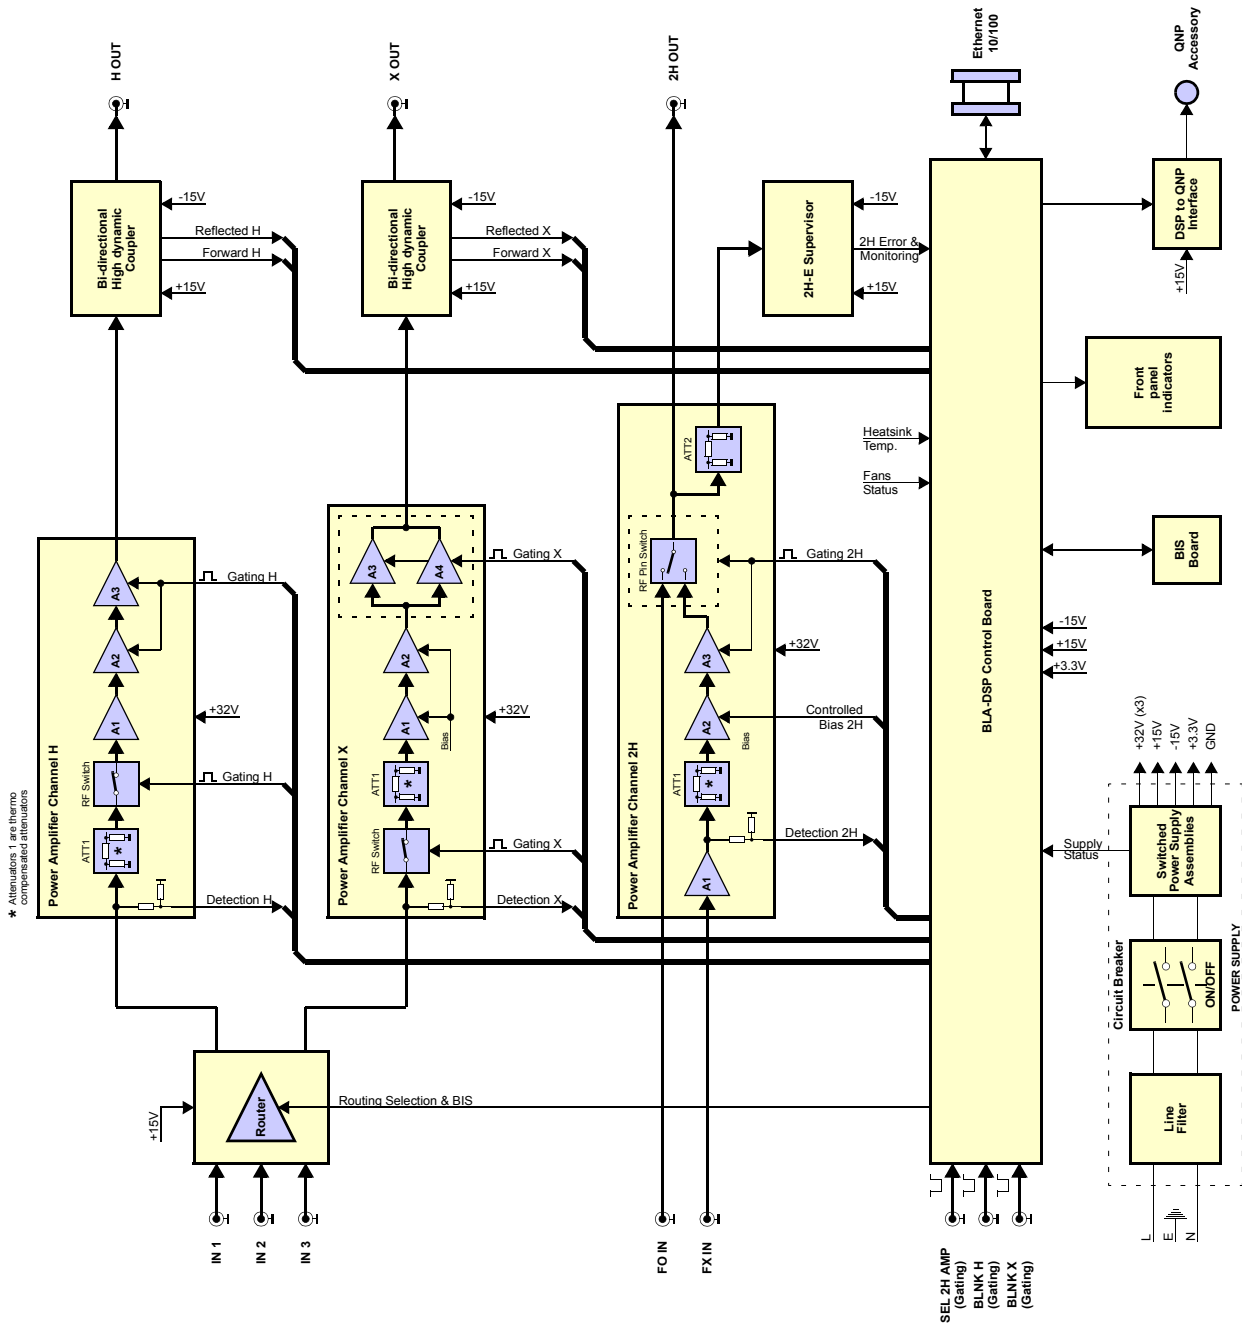 H OUT
X OUT
2H OUT
Ethernet
10/100
QNP
Accessory
Bi-directional
High dynamic
Coupler
-15V
Reflected H
Forward H
+15V
Bi-directional
High dynamic
Coupler
-15V
Reflected X
Forward X
+15V
2H-E Supervisor
-15V
2H Error &
Monitoring
+15V
DSP to QNP
Interface
+15V
Front
panel
indicators
Heatsink
Temp.
Fans
Status
BIS
Board
BLA-DSP Control Board
-15V
+15V
+3.3V
Power Amplifier Channel H
A3
A2
A1
RF Switch
ATT1
*
Gating H
+32V
Gating H
Detection H
* Attenuators 1 are thermo
compensated attenuators
Power Amplifier Channel X
A3
A4
A2
A1
Bias
ATT1
*
RF Switch
Gating X
+32V
Gating X
Detection X
Power Amplifier Channel 2H
ATT2
RF Pin Switch
A3
A2
Bias
ATT1
*
A1
Gating 2H
+32V
Controlled
Bias 2H
Detection 2H
+32V (x3)
+15V
-15V
+3.3V
GND
Supply
Status
Switched
Power Supply
Assemblies
Circuit Breaker
ON/OFF
POWER SUPPLY
Line
Filter
L
E
N
+15V
Router
Routing Selection & BIS
IN 1
IN 2
IN 3
FO IN
FX IN
SEL 2H AMP
(Gating)
BLNK H
(Gating)
BLNK X
(Gating)